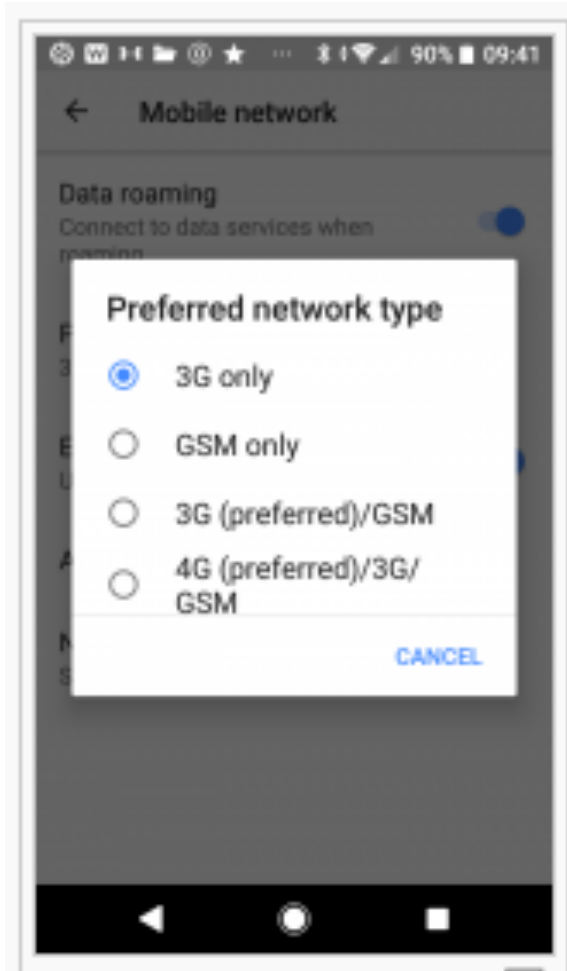 90% 09:41
Mobile network
Data roaming
Connect to data services when
roaming
Preferred network type
3G only
GSM only
3G (preferred)/GSM
4G (preferred)/3G/
GSM
CANCEL